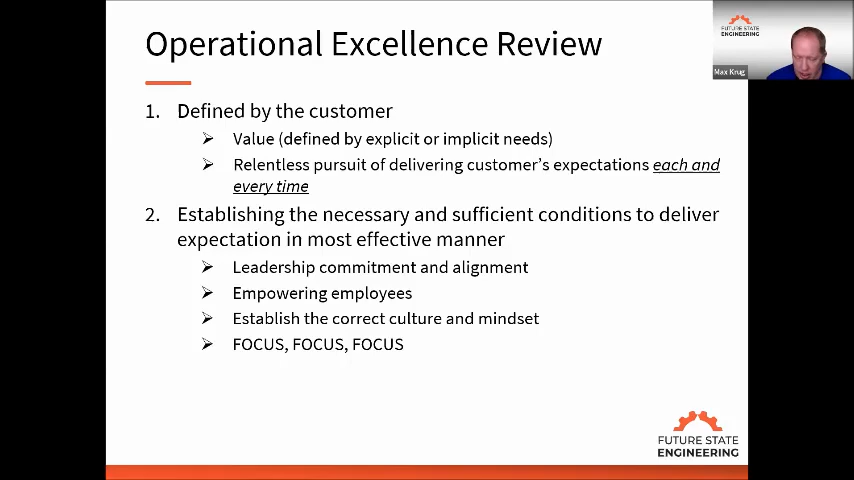 Operational Excellence Review
FUTURE STATE
ENGINEERING
Max Krug
1. Defined by the customer
➢ Value (defined by explicit or implicit needs)
➢ Relentless pursuit of delivering customer's expectations each and
every time
2. Establishing the necessary and sufficient conditions to deliver
expectation in most effective manner
➢ Leadership commitment and alignment
➢ Empowering employees
➢ Establish the correct culture and mindset
➢ FOCUS, FOCUS, FOCUS
FUTURE STATE
ENGINEERING